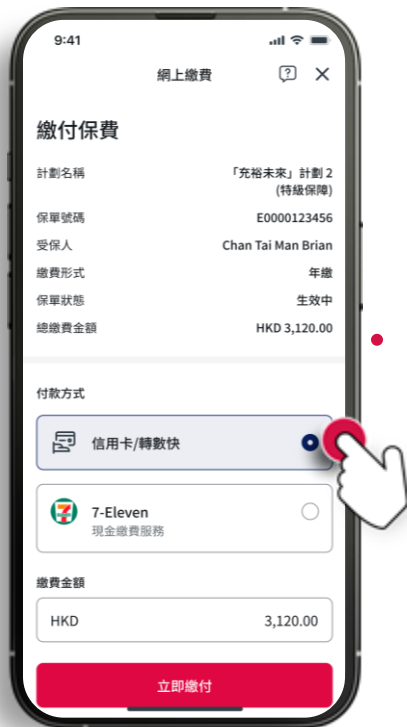 9:41
網上繳費
繳付保費
計劃名稱 「充裕未來」計劃 2
(特級保障)
保單號碼 E0000123456
受保人 Chan Tai Man Brian
繳費形式 年繳
保單狀態 生效中
總繳費金額 HKD 3,120.00
付款方式
信用卡/轉數快
7-Eleven
現金繳費服務
繳費金額
HKD 3,120.00
立即繳付